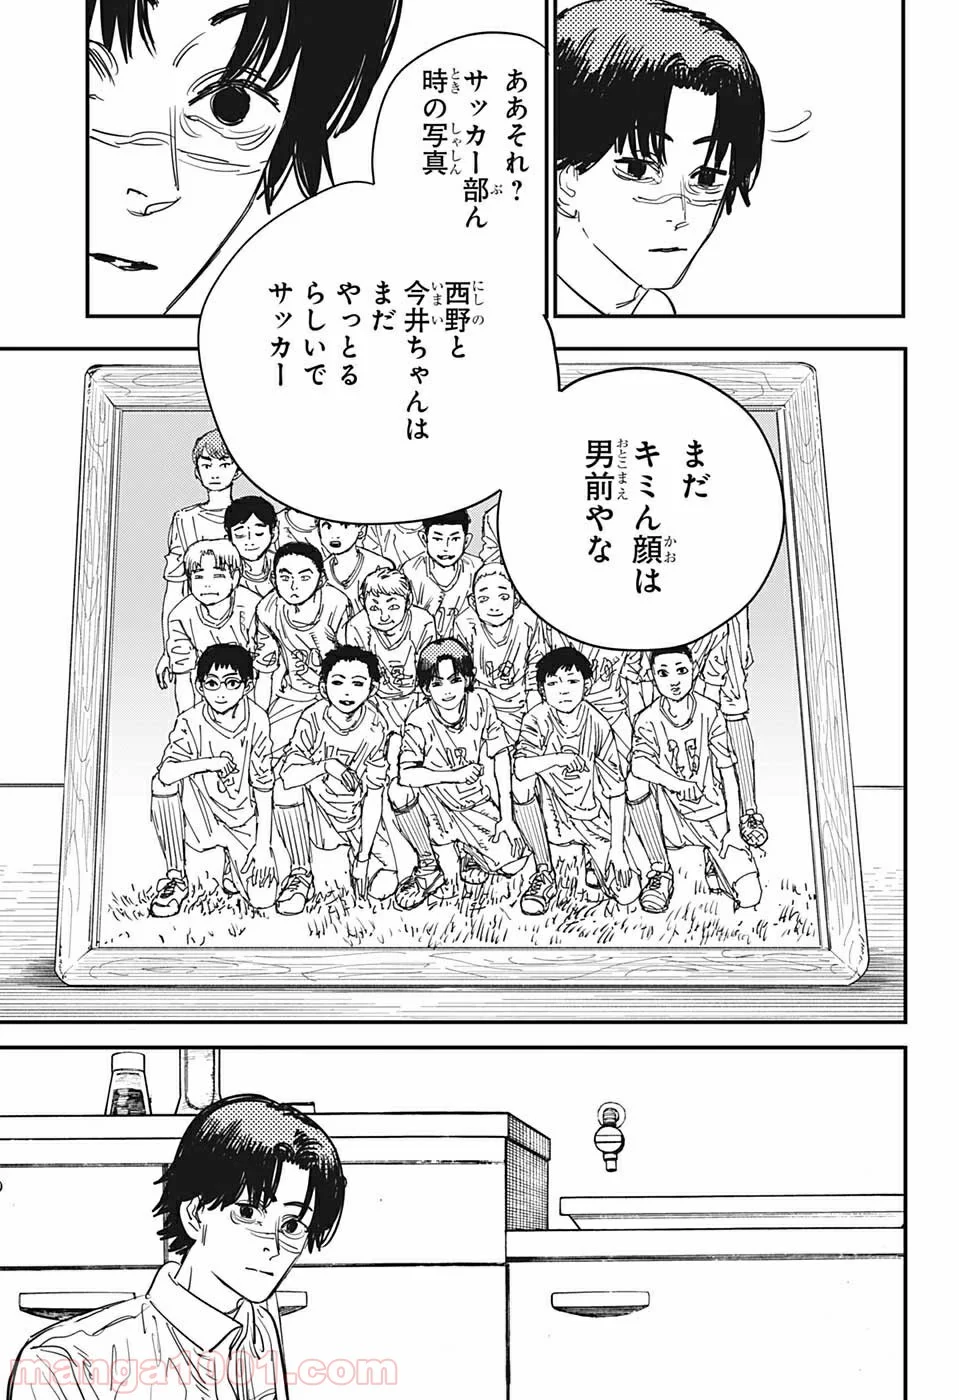 ああそれ？
サッカー部ん
時の写真
西野と
今井ちゃんは
まだ
やっとる
らしいで
サッカー
まだ
キミん顔は
男前やな
manga1001.com